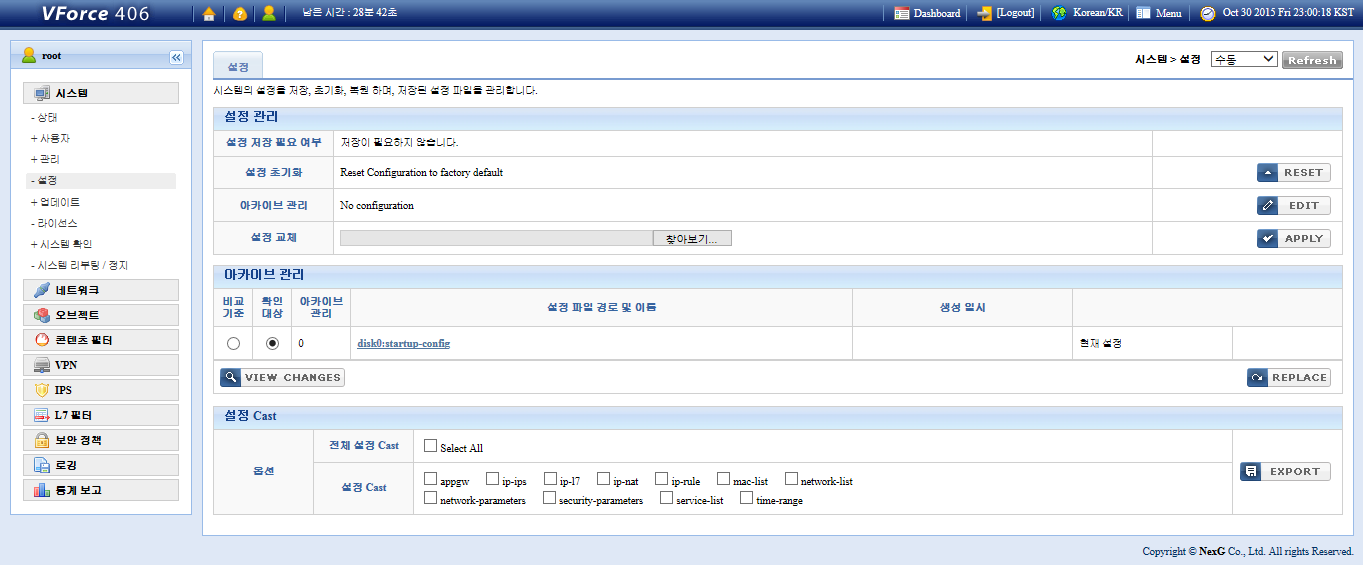 VForce 406 남은 시간 : 28분 42초 Dashboard [Logout] Korean/KR Menu Oct 30 2015 Fri 23:00:18 KST
root
시스템
- 상태
+ 사용자
+ 관리
- 설정
+ 업데이트
- 라이선스
+ 시스템 확인
- 시스템 리부팅 / 정지
네트워크
오브젝트
콘텐츠 필터
VPN
IPS
L7 필터
보안 정책
로깅
통계 보고
설정 시스템 > 설정 수동 Refresh
시스템의 설정을 저장, 초기화, 복원 하며, 저장된 설정 파일을 관리합니다.
설정 관리
설정 저장 필요 여부 저장이 필요하지 않습니다.
설정 초기화 Reset Configuration to factory default RESET
아카이브 관리 No configuration EDIT
설정 교체 찾아보기... APPLY
아카이브 관리
비교 기준 확인 대상 아카이브 관리 설정 파일 경로 및 이름 생성 일시
0 disk0:startup-config 현재 설정
VIEW CHANGES REPLACE
설정 Cast
옵션 전체 설정 Cast Select All
설정 Cast appgw ip-ips ip-l7 ip-nat ip-rule mac-list network-list
network-parameters security-parameters service-list time-range
EXPORT
Copyright © NexG Co., Ltd. All rights Reserved.